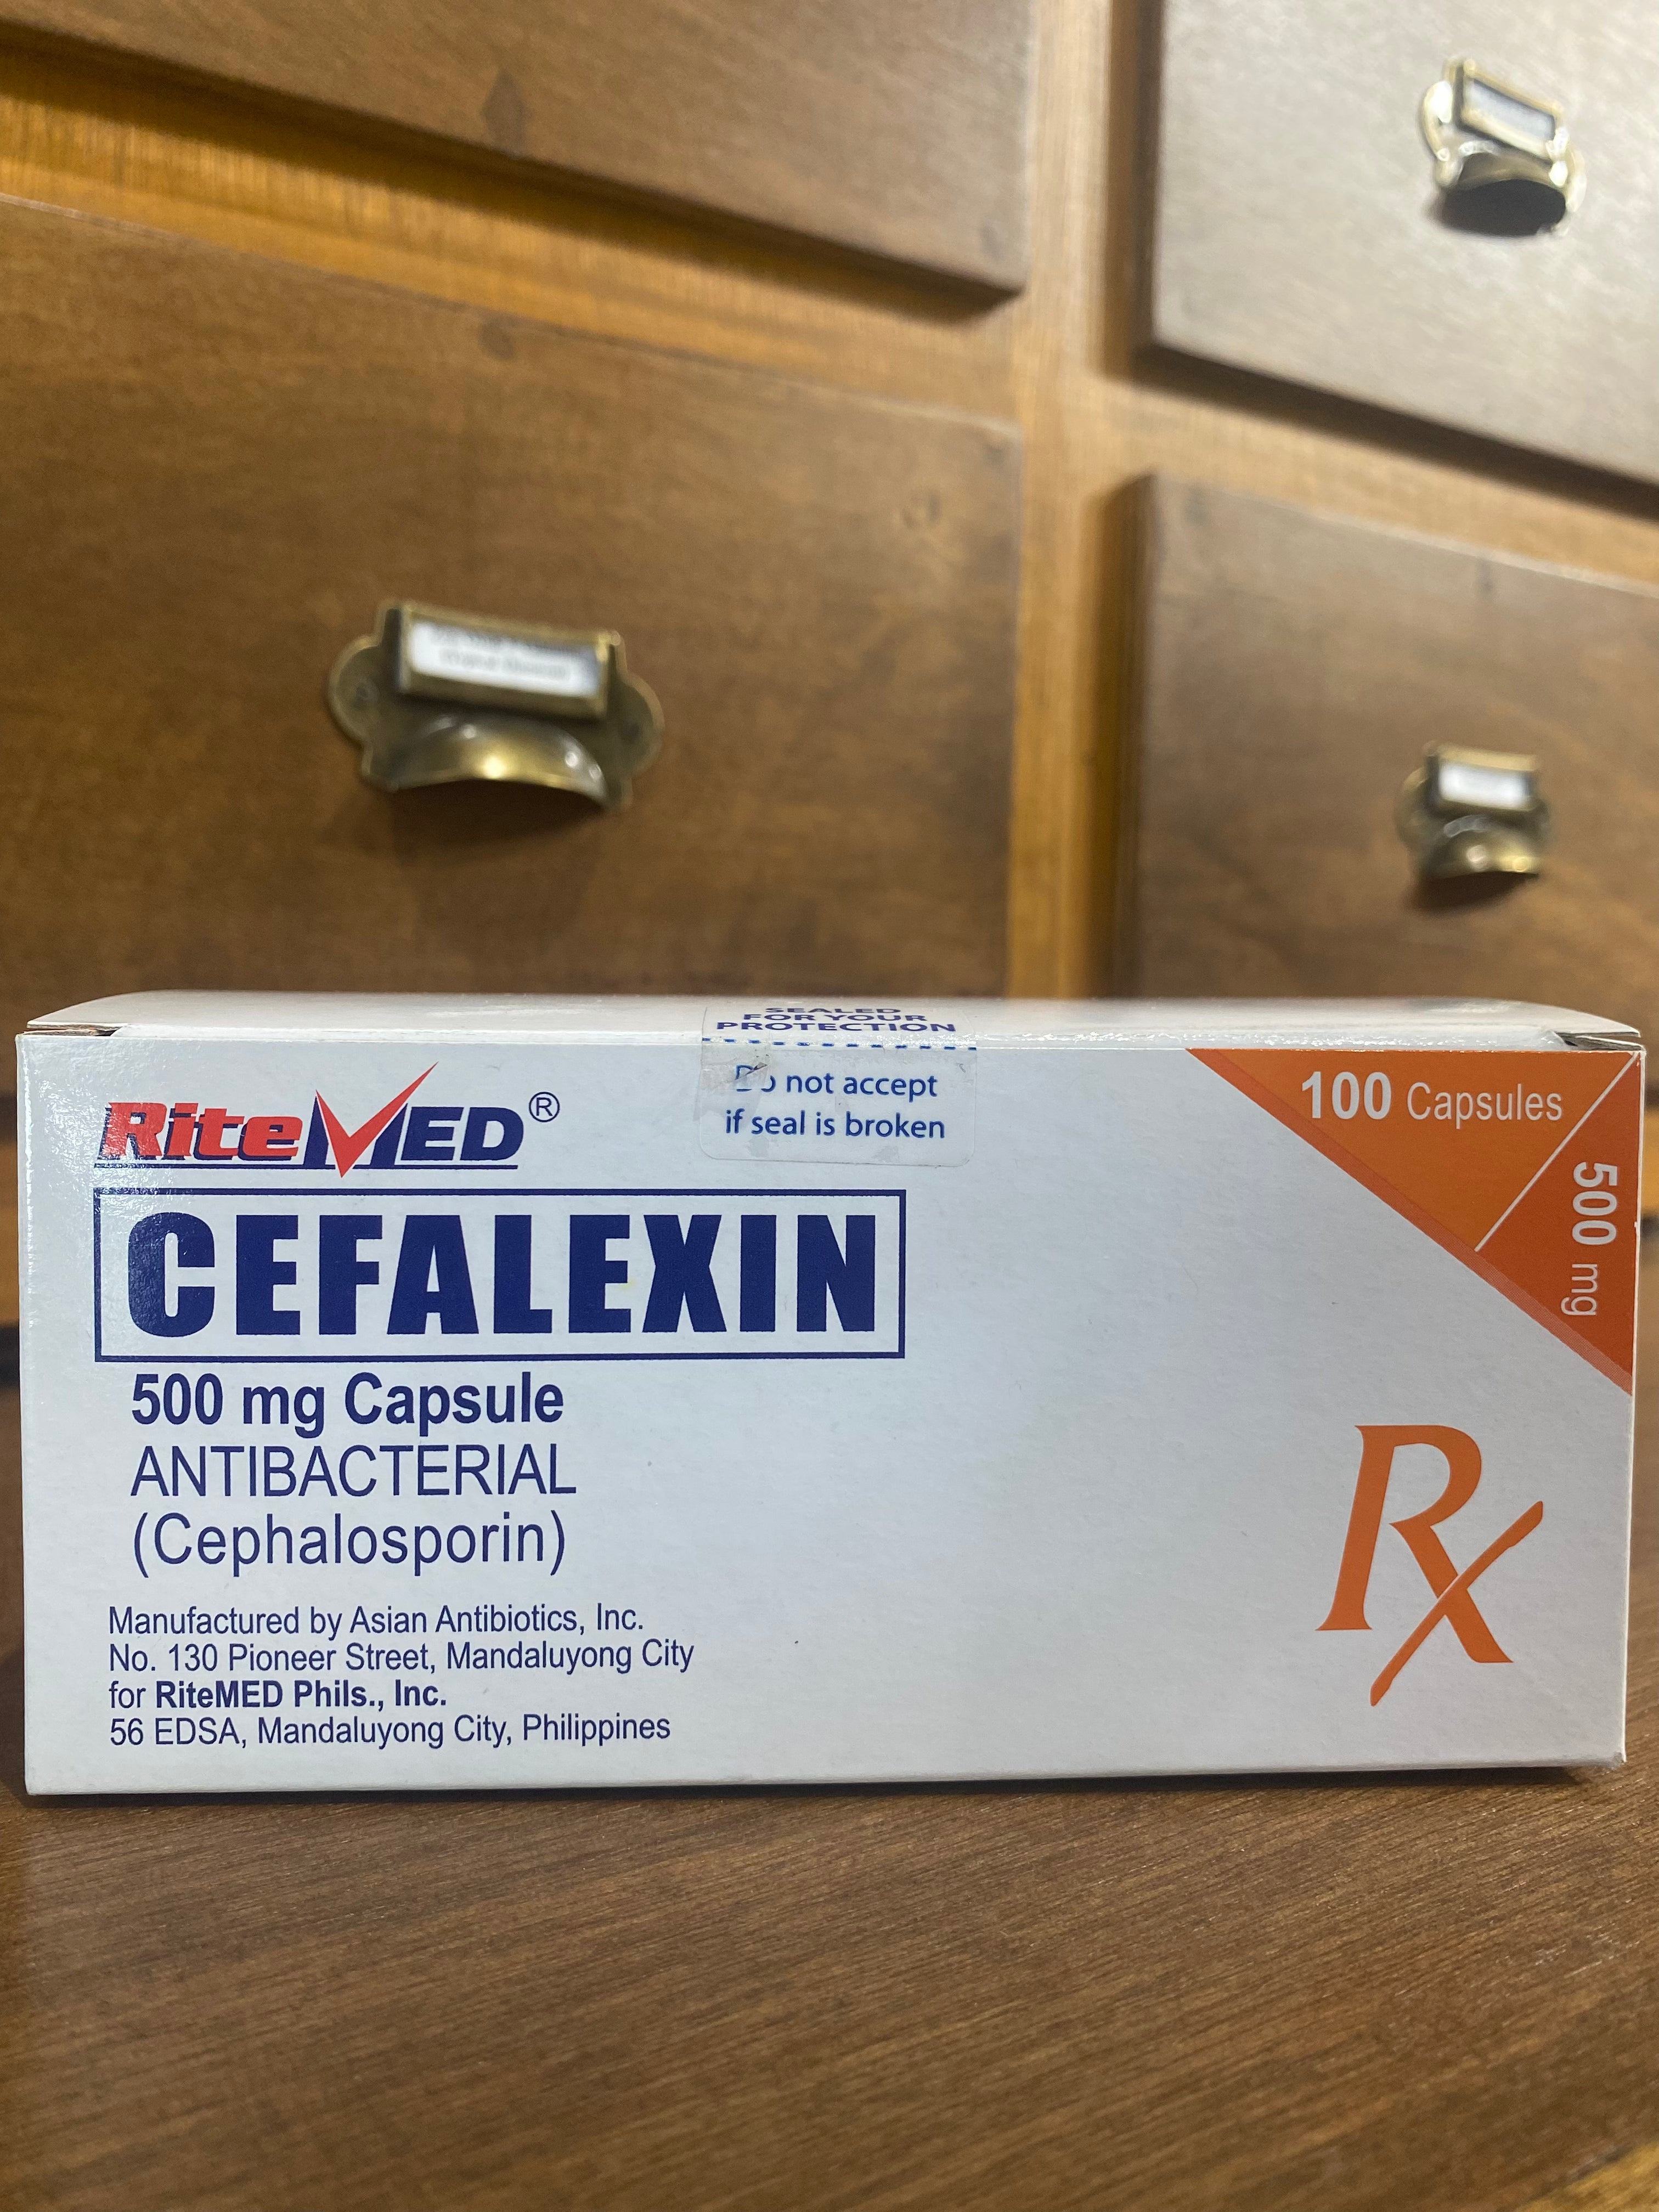 SEALED
FOR YOUR
PROTECTION
Do not accept
if seal is broken
RiteMED®
CEFALEXIN
500 mg Capsule
ANTIBACTERIAL
(Cephalosporin)
Manufactured by Asian Antibiotics, Inc.
No. 130 Pioneer Street, Mandaluyong City
for RiteMED Phils., Inc.
56 EDSA, Mandaluyong City, Philippines
100 Capsules
500 mg
Rx